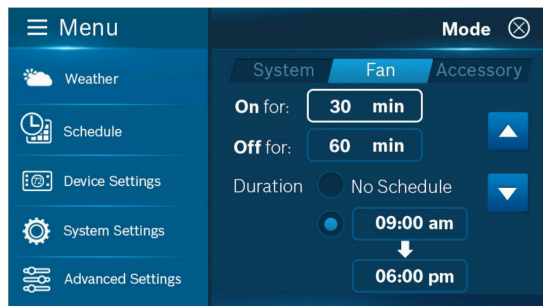 Menu
Mode
Weather
Schedule
72
Device Settings
System Settings
Advanced Settings
System Fan Accessory
On for: 30 min
Off for: 60 min
Duration No Schedule
09:00 am
06:00 pm